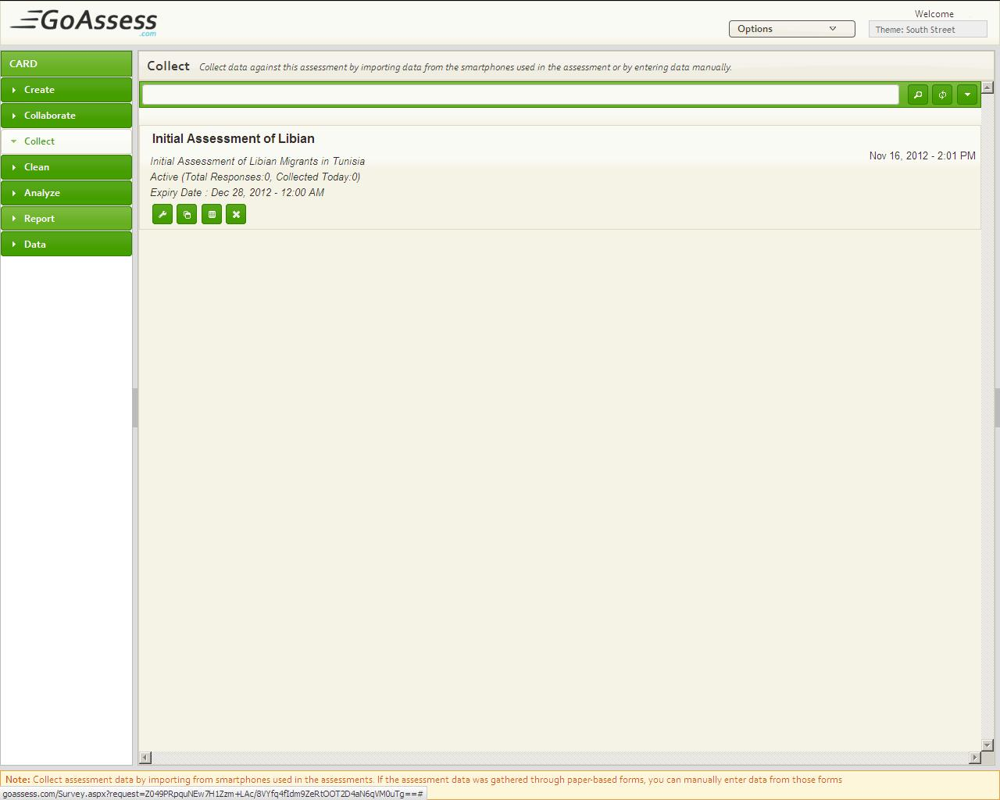 GoAssess
.com
Welcome
Options
Theme: South Street
CARD
Create
Collaborate
Collect
Clean
Analyze
Report
Data
Collect Collect data against this assessment by importing data from the smartphones used in the assessment or by entering data manually.
Initial Assessment of Libian
Nov 16, 2012 - 2:01 PM
Initial Assessment of Libian Migrants in Tunisia
Active (Total Responses:0, Collected Today:0)
Expiry Date : Dec 28, 2012 - 12:00 AM
Note: Collect assessment data by importing from smartphones used in the assessments. If the assessment data was gathered through paper-based forms, you can manually enter data from those forms
goassess.com/Survey.aspx?request=Z049PRpquNEw7H1Zzm+LAc/8VYfq4fIdm9ZeRtOOT2D4aN6qVM0uTg==#